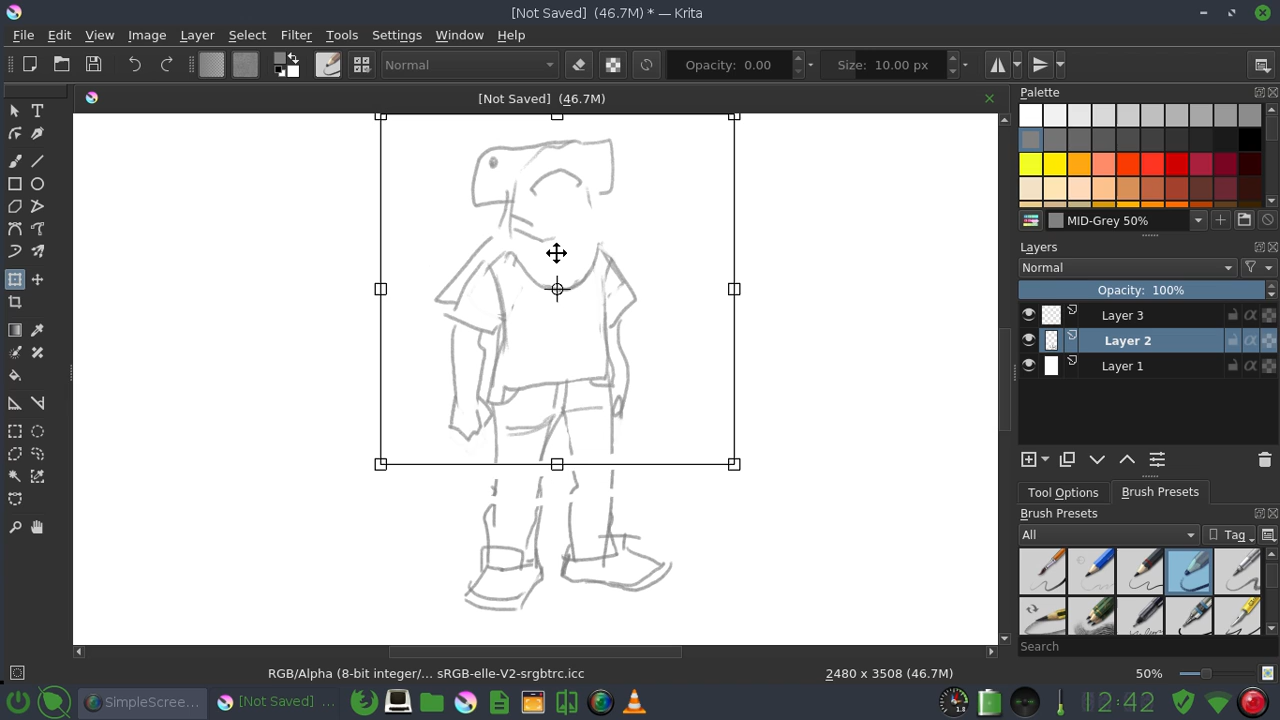 [Not Saved]  (46.7M) * — Krita
File Edit View Image Layer Select Filter Tools Settings Window Help
Normal Opacity: 0.00 Size: 10.00 px
[Not Saved]  (46.7M)
Palette
MID-Grey 50%
Layers
Normal
Opacity: 100%
Layer 3
Layer 2
Layer 1
Tool Options Brush Presets
Brush Presets
All Tag
Search
RGB/Alpha (8-bit integer/... sRGB-elle-V2-srgbtrc.icc 2480 x 3508 (46.7M) 50%
SimpleScree... [Not Saved] ... 1.8 12:42